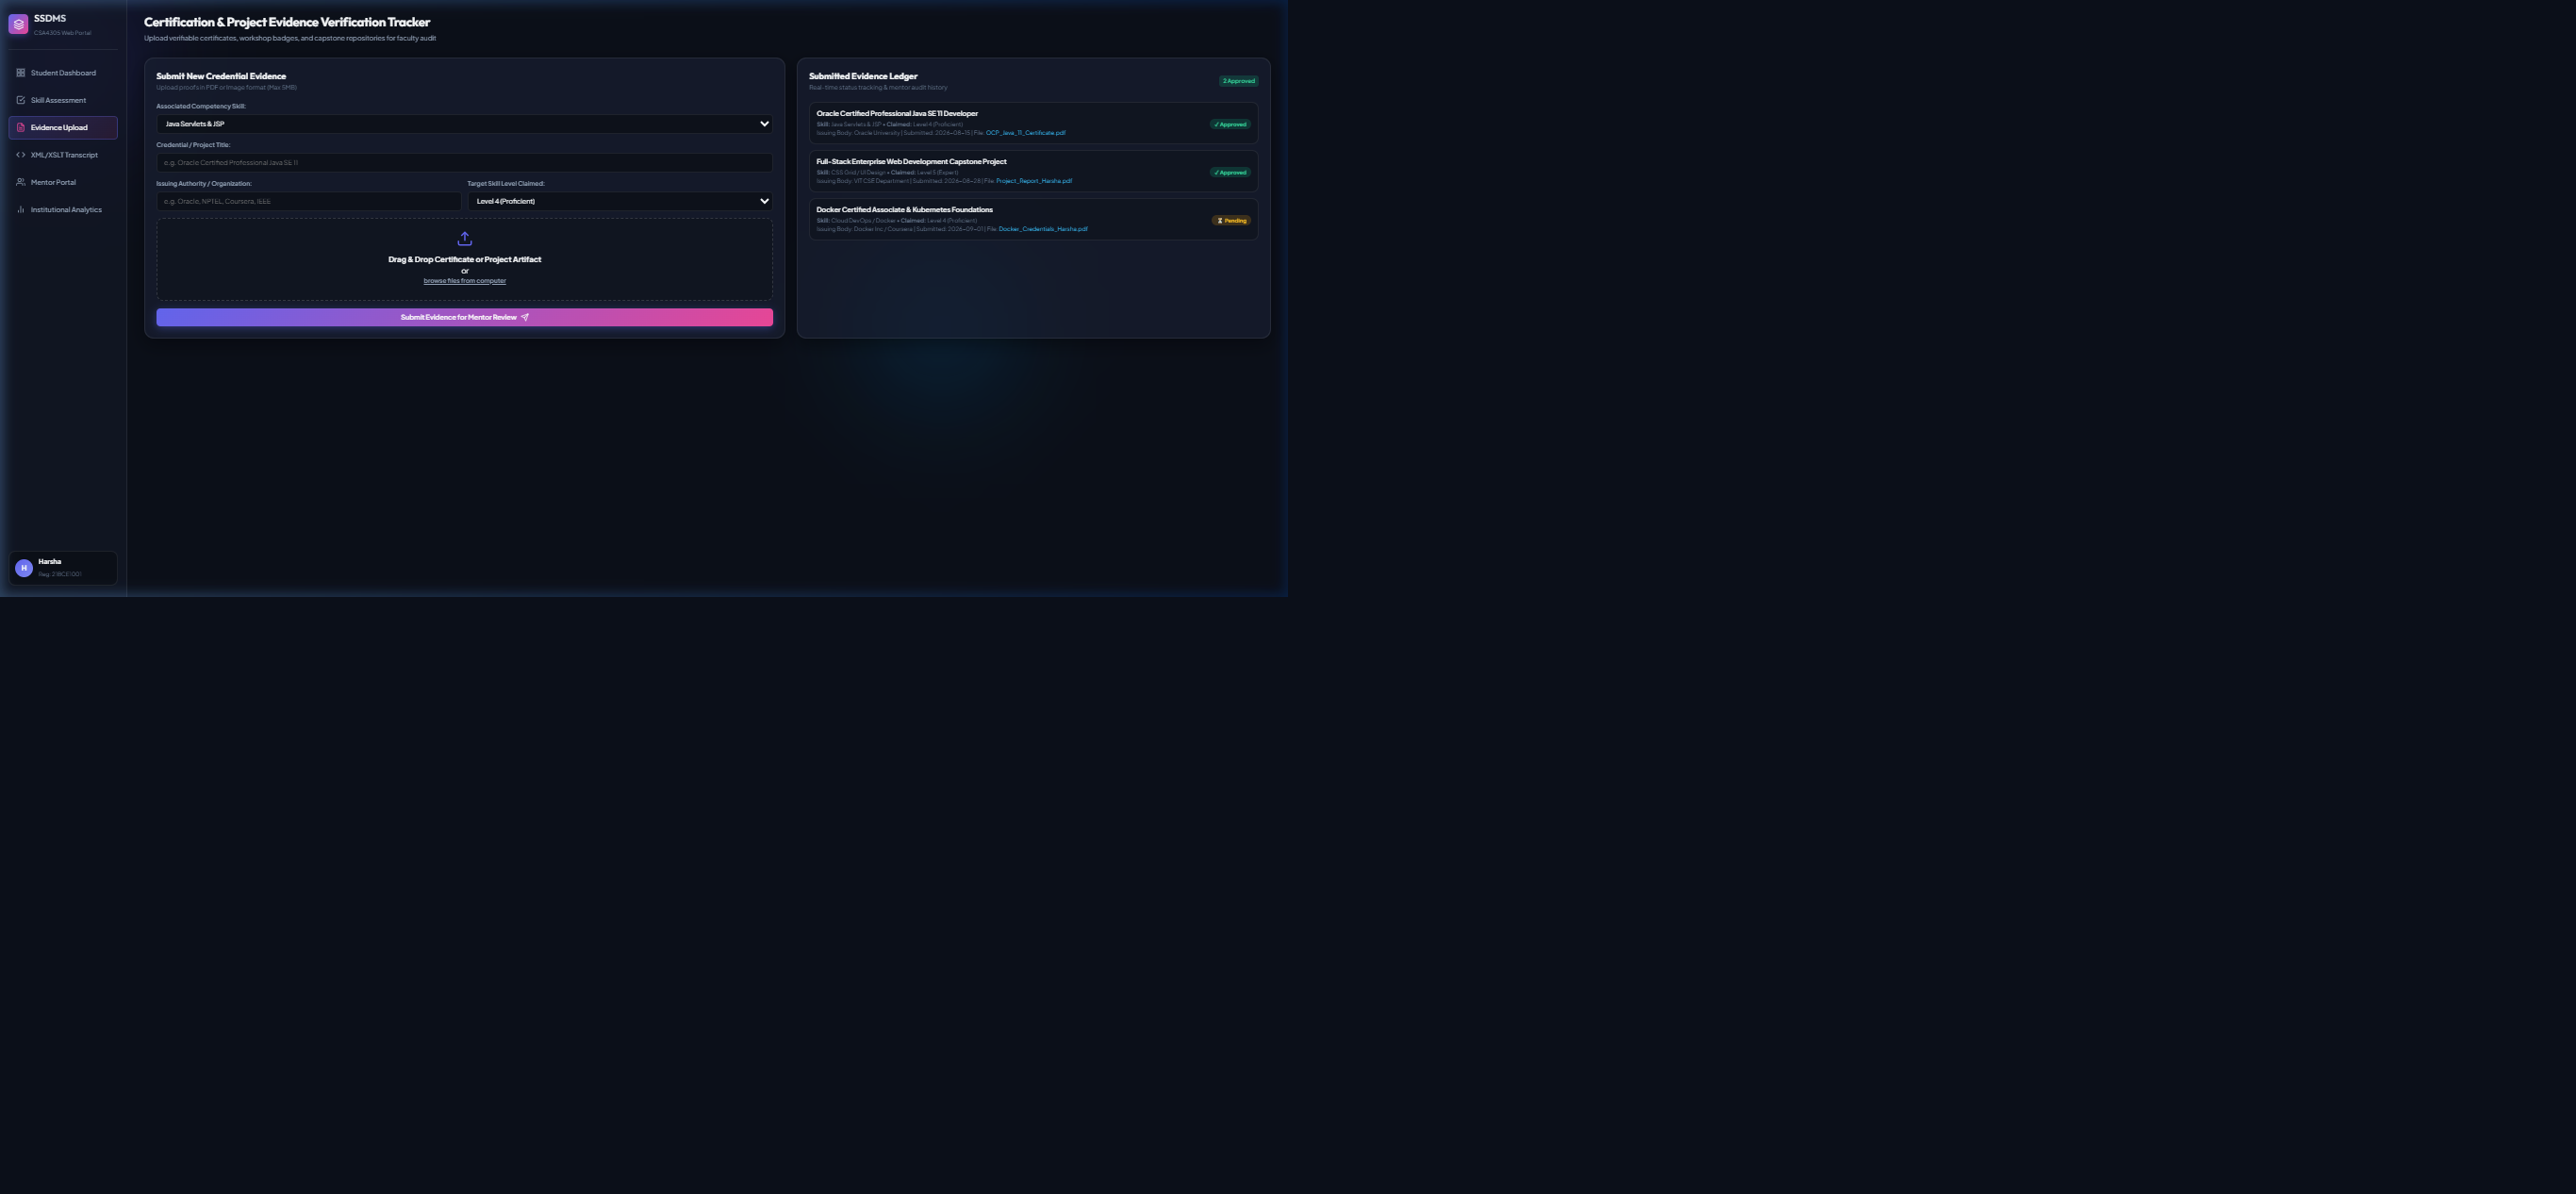 SSDMS
CSA4305 Web Portal
Student Dashboard
Skill Assessment
Evidence Upload
XML/XSLT Transcript
Mentor Portal
Institutional Analytics
Harsha
Certification & Project Evidence Verification Tracker
Upload verifiable certificates, workshop badges, and capstone repositories for faculty audit
Submit New Credential Evidence
Upload proofs in PDF or image format (Max 5MB)
Associated Competency Skill:
Java Servlets & JSP
Credential / Project Title:
e.g. Oracle Certified Professional Java SE 11
Issuing Authority / Organization:
Target Skill Level Claimed:
e.g. Oracle, NPTEL, Coursera, IEEE
Level 4 (Proficient)
Drag & Drop Certificate or Project Artifact
or
browse files from computer
Submit Evidence for Mentor Review
Submitted Evidence Ledger
2 Approved
Real-time status tracking & mentor audit history
Oracle Certified Professional Java SE 11 Developer
Skill: Java Servlets & JSP • Claimed: Level 4 (Proficient)
Issuing Body: Oracle University | Submitted: 2026-08-15 | File: OCP_Java_11_Certificate.pdf
✓ Approved
Full-Stack Enterprise Web Development Capstone Project
Skill: CSS Grid / UI Design • Claimed: Level 5 (Expert)
Issuing Body: VIT CSE Department | Submitted: 2026-08-28 | File: Project_Report_Harsha.pdf
✓ Approved
Docker Certified Associate & Kubernetes Foundations
Skill: Cloud DevOps / Docker • Claimed: Level 4 (Proficient)
Issuing Body: Docker Inc / Coursera | Submitted: 2026-09-01 | File: Docker_Credentials_Harsha.pdf
⏳ Pending